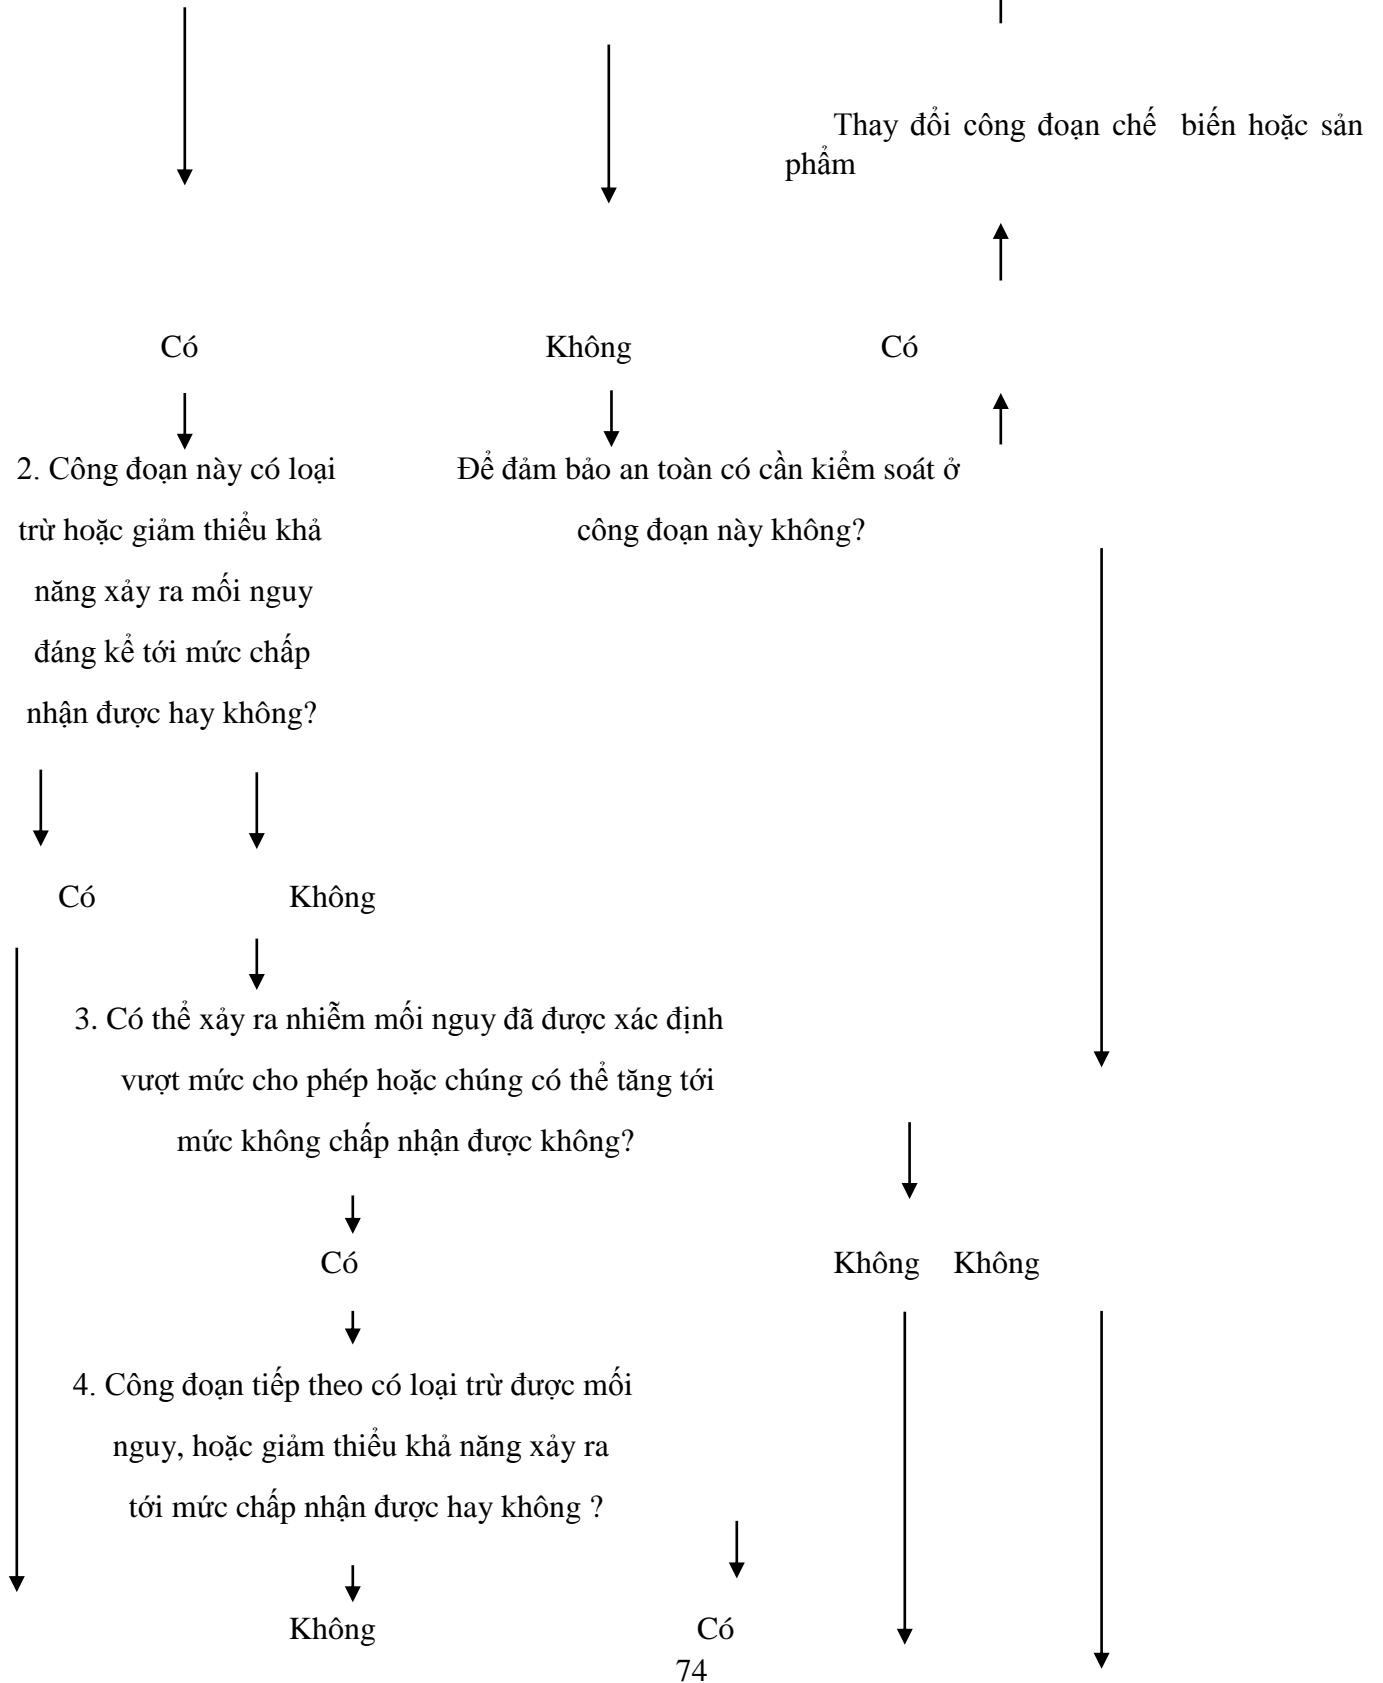 Thay đổi công đoạn chế biến hoặc sản
phẩm
Có Không Có
2. Công đoạn này có loại Để đảm bảo an toàn có cần kiểm soát ở
trừ hoặc giảm thiểu khả công đoạn này không?
năng xảy ra mối nguy
đáng kể tới mức chấp
nhận được hay không?
Có Không
3. Có thể xảy ra nhiễm mối nguy đã được xác định
vượt mức cho phép hoặc chúng có thể tăng tới
mức không chấp nhận được không?
Có Không Không
4. Công đoạn tiếp theo có loại trừ được mối
nguy, hoặc giảm thiểu khả năng xảy ra
tới mức chấp nhận được hay không ?
Không Có
74